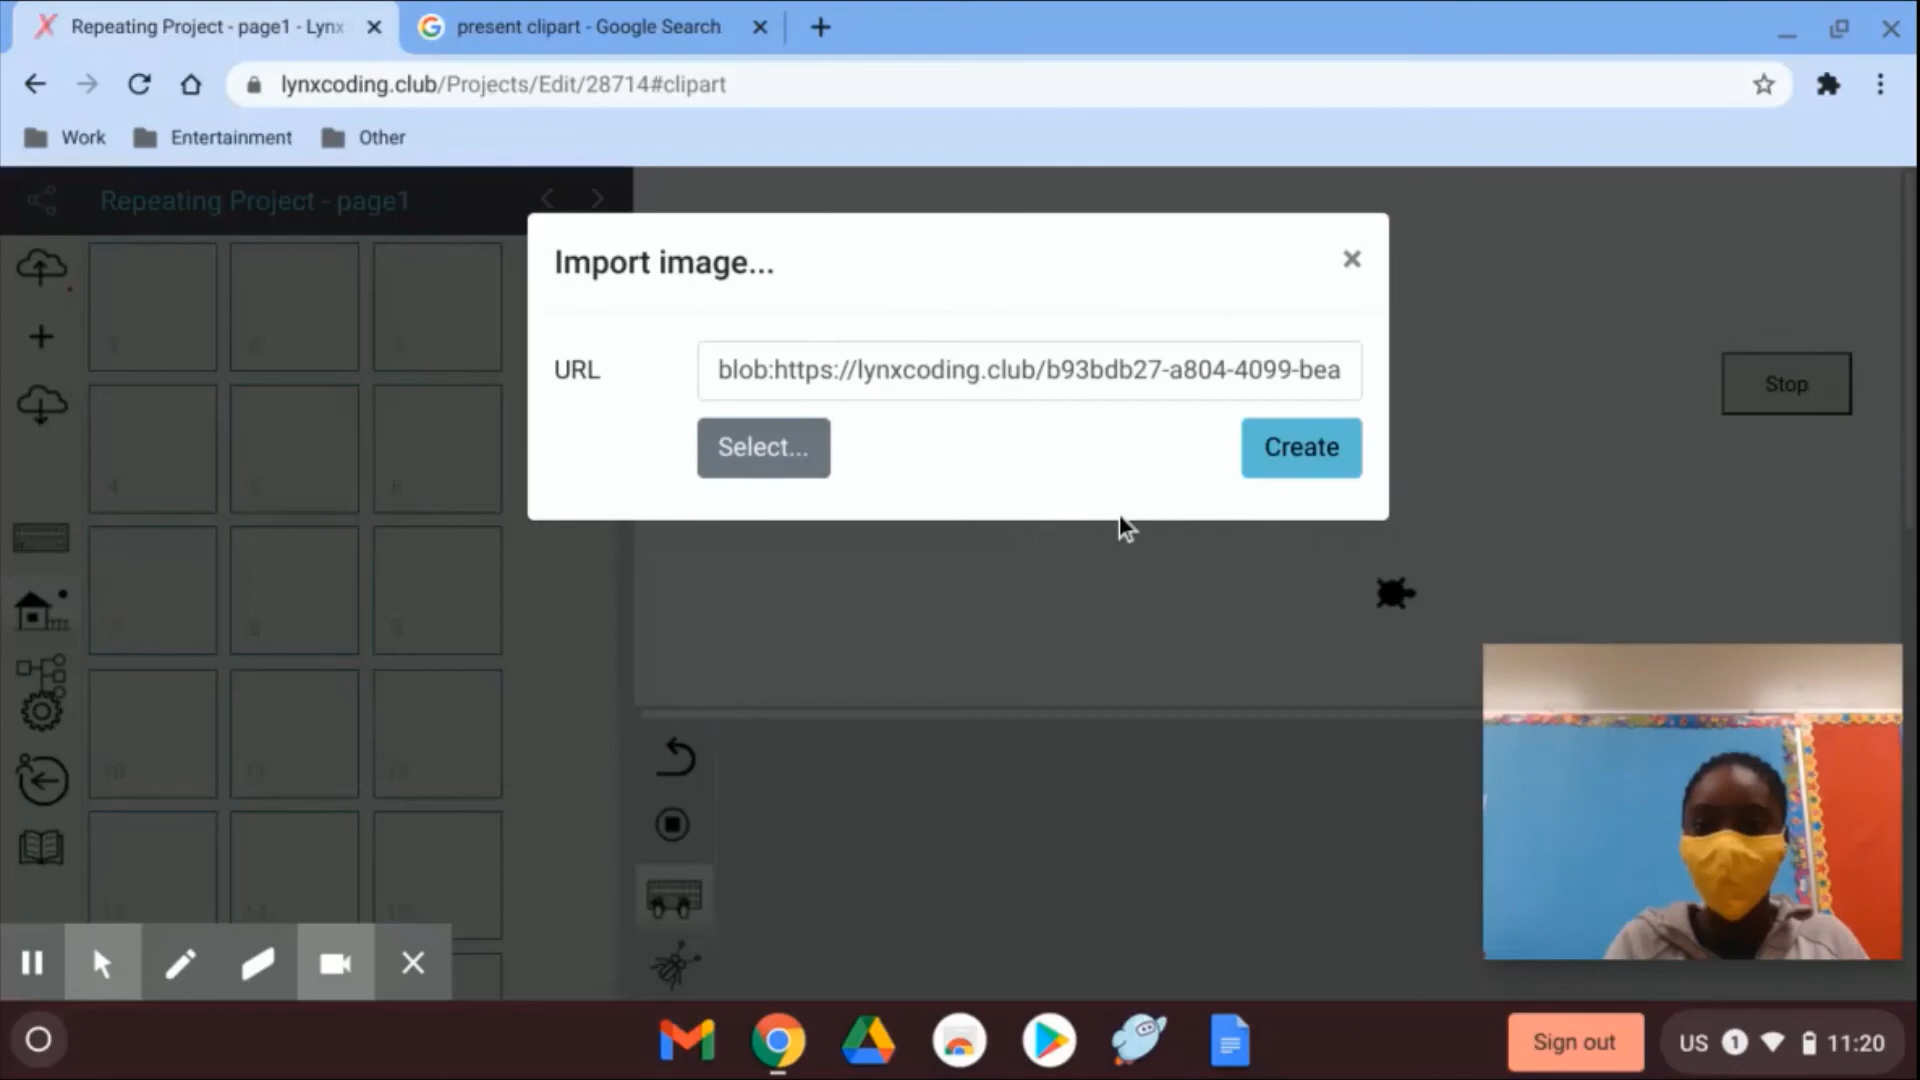 Repeating Project - page1 - Lynx
present clipart - Google Search
lynxcoding.club/Projects/Edit/28714#clipart
Work
Entertainment
Other
Repeating Project - page1
Import image...
URL
blob:https://lynxcoding.club/b93bdb27-a804-4099-bea
Select...
Create
Stop
4
Sign out
US
1
11:20